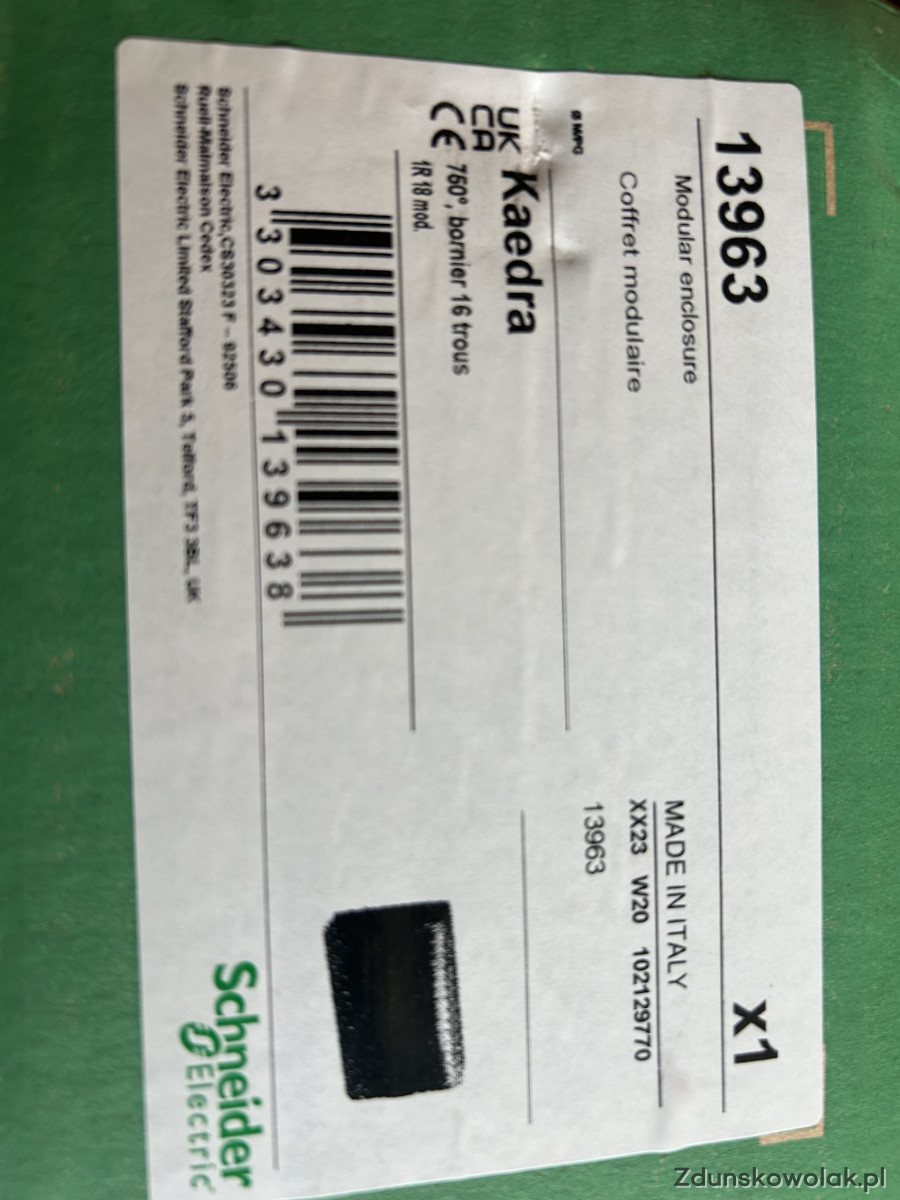 13963
x1
Modular enclosure
Coffret modulaire
MADE IN ITALY
XX23 W20 102129770
13963
UK
CA
CE
Kaedra
760°, bornier 16 trous
1R 18 mod.
3 303430 139638
Schneider Electric, CS30323 F - 92506
Rueil-Malmaison Cedex
Schneider Electric Limited Stafford Park 5, Telford, TF3 3BL, UK
Schneider
Electric
Zdunskowolak.pl